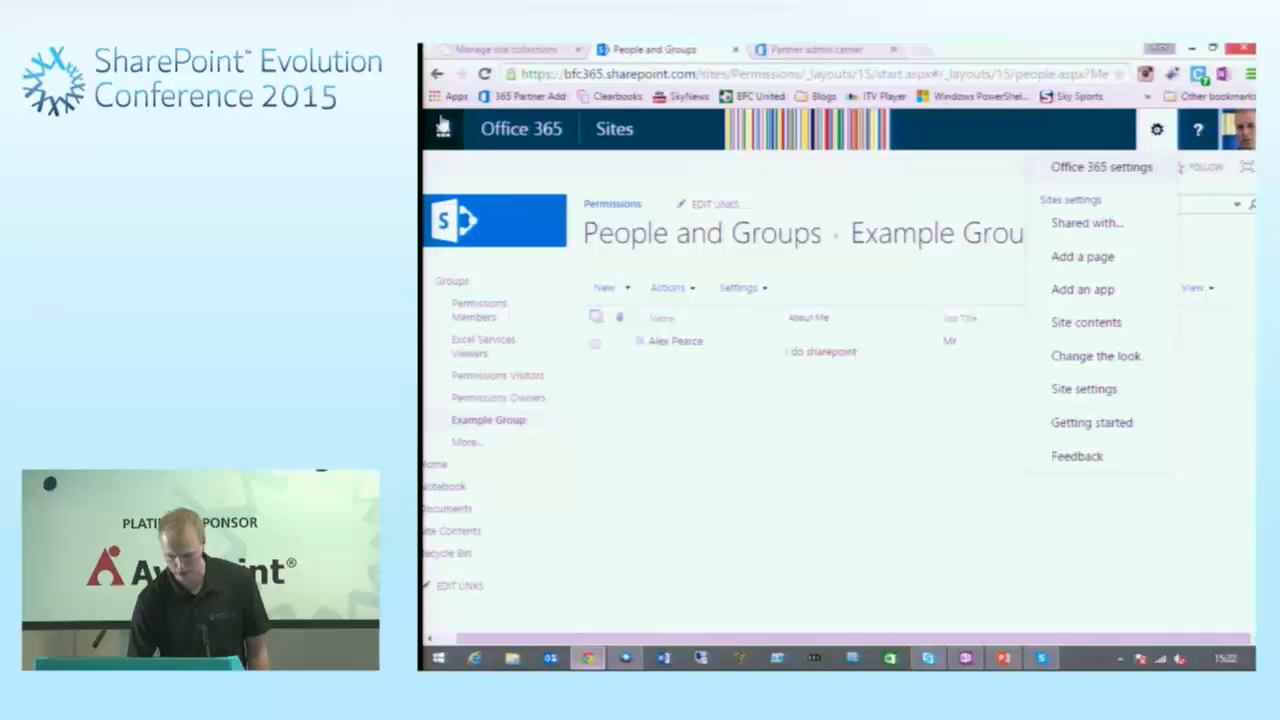 SharePoint™ Evolution
Conference 2015
Manage site collections
People and Groups
Partner admin center
https://bfc365.sharepoint.com/sites/Permissions/_layouts/15/start.aspx#/_layouts/15/people.aspx?Me
Apps
365 Partner Add
Clearbooks
SkyNews
BFC United
Blogs
ITV Player
Windows PowerShel...
Sky Sports
»
Other bookmarks
Office 365
Sites
?
Office 365 settings
FOLLOW
Sites settings
Shared with...
Add a page
Add an app
Site contents
Change the look
Site settings
Getting started
Feedback
S
Permissions
EDIT LINKS
People and Groups · Example Grou
Groups
Permissions
Members
Excel Services
Viewers
Permissions Visitors
Permissions Owners
Example Group
More...
Home
Notebook
Documents
Site Contents
Recycle Bin
EDIT LINKS
New
Actions
Settings
View
Name
About Me
Job Title
Alex Pearce
i do sharepoint
Mr
15:22
PLATI PONSOR
Av nt®